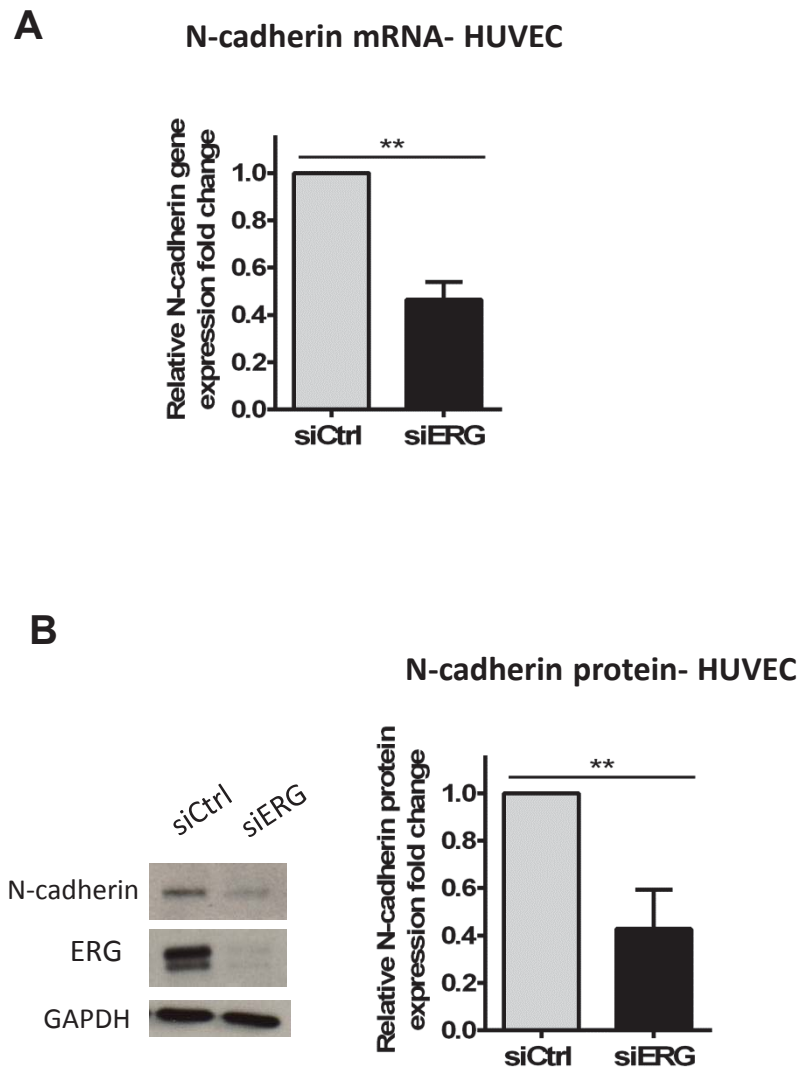 A
N-cadherin mRNA- HUVEC
Relative N-cadherin gene
expression fold change
1.0
0.8
0.6
0.4
0.2
0.0
**
siCtrl
siERG
B
N-cadherin protein- HUVEC
siCtrl
siERG
N-cadherin
ERG
GAPDH
Relative N-cadherin protein
expression fold change
1.0
0.8
0.6
0.4
0.2
0.0
**
siCtrl
siERG